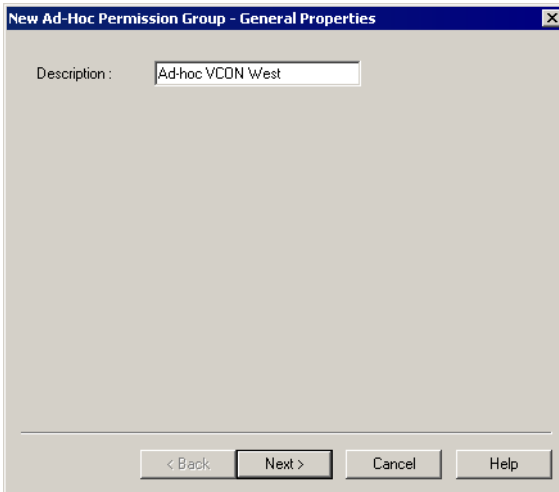 New Ad-Hoc Permission Group - General Properties
Description : Ad-hoc VCON West
< Back Next > Cancel Help